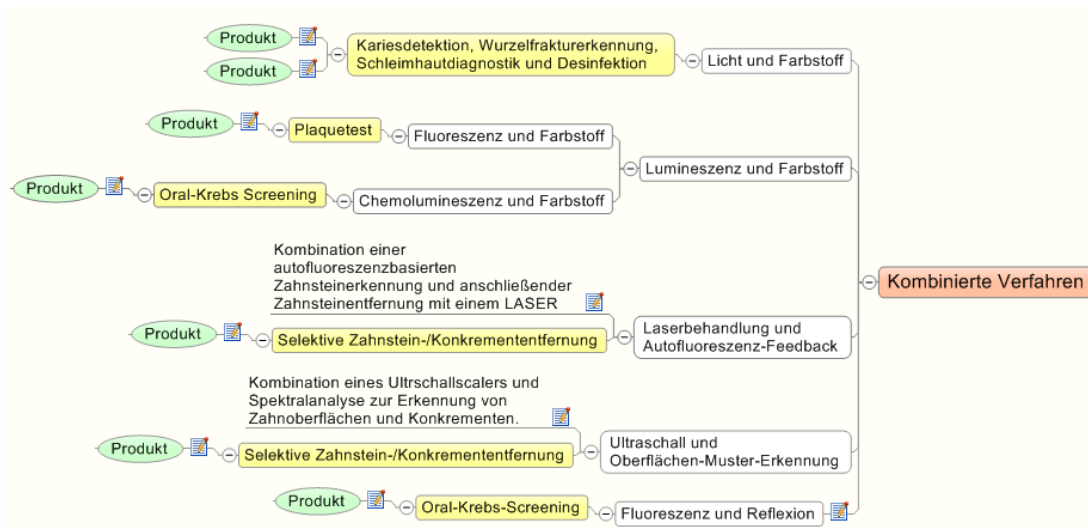 Produkt
Produkt
Kariesdetektion, Wurzelfrakturerkennung,
Schleimhautdiagnostik und Desinfektion
Licht und Farbstoff
Produkt
Plaquetest
Fluoreszenz und Farbstoff
Lumineszenz und Farbstoff
Produkt
Oral-Krebs Screening
Chemolumineszenz und Farbstoff
Kombinierte Verfahren
Kombination einer
autofluoreszenzbasierten
Zahnsteinerkennung und anschließender
Zahnsteinentfernung mit einem LASER
Produkt
Selektive Zahnstein-/Konkremententfernung
Laserbehandlung und
Autofluoreszenz-Feedback
Kombination eines Ultrschallscalers und
Spektralanalyse zur Erkennung von
Zahnoberflächen und Konkrementen.
Produkt
Selektive Zahnstein-/Konkremententfernung
Ultraschall und
Oberflächen-Muster-Erkennung
Produkt
Oral-Krebs-Screening
Fluoreszenz und Reflexion